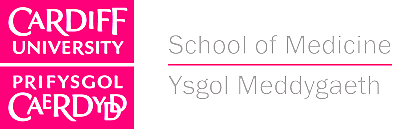 CARDIFF
UNIVERSITY
PRIFYSGOL
CAERDYDD
School of Medicine
Ysgol Meddygaeth